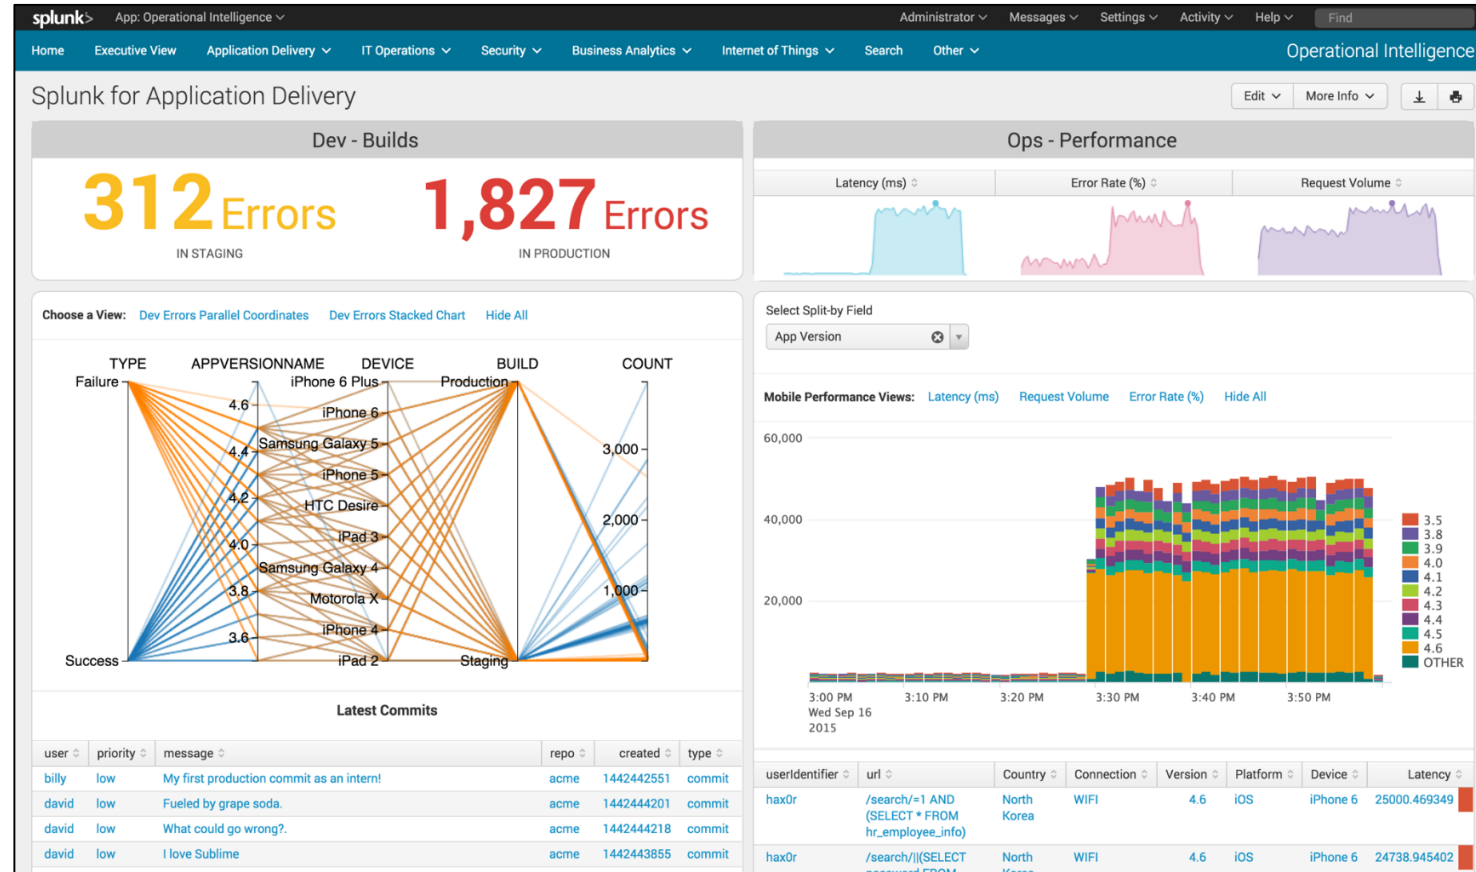 splunk> App: Operational Intelligence Administrator Messages Settings Activity Help Find
Home Executive View Application Delivery IT Operations Security Business Analytics Internet of Things Search Other Operational Intelligence
Splunk for Application Delivery Edit More Info
Dev - Builds
312 Errors 1,827 Errors
IN STAGING IN PRODUCTION
Ops - Performance
Latency (ms) Error Rate (%) Request Volume
Choose a View: Dev Errors Parallel Coordinates Dev Errors Stacked Chart Hide All
TYPE APPVERSIONNAME DEVICE BUILD COUNT
Failure
Success
4.6
4.4
4.2
4.0
3.8
3.6
iPhone 6 Plus
iPhone 6
Samsung Galaxy 5
iPhone 5
HTC Desire
iPad 3
Samsung Galaxy 4
Motorola X
iPhone 4
iPad 2
Production
Staging
3,000
2,000
1,000
Latest Commits
user priority message repo created type
billy low My first production commit as an intern! acme 1442442551 commit
david low Fueled by grape soda. acme 1442444201 commit
david low What could go wrong?. acme 1442444218 commit
david low I love Sublime acme 1442443855 commit
Select Split-by Field
App Version
Mobile Performance Views: Latency (ms) Request Volume Error Rate (%) Hide All
60,000
40,000
20,000
3:00 PM 3:10 PM 3:20 PM 3:30 PM 3:40 PM 3:50 PM
Wed Sep 16
2015
3.5
3.8
3.9
4.0
4.1
4.2
4.3
4.4
4.5
4.6
OTHER
userIdentifier url Country Connection Version Platform Device Latency
hax0r /search/=1 AND North WIFI 4.6 iOS iPhone 6 25000.469349
(SELECT * FROM Korea
hr_employee_info)
hax0r /search/||(SELECT North WIFI 4.6 iOS iPhone 6 24738.945402